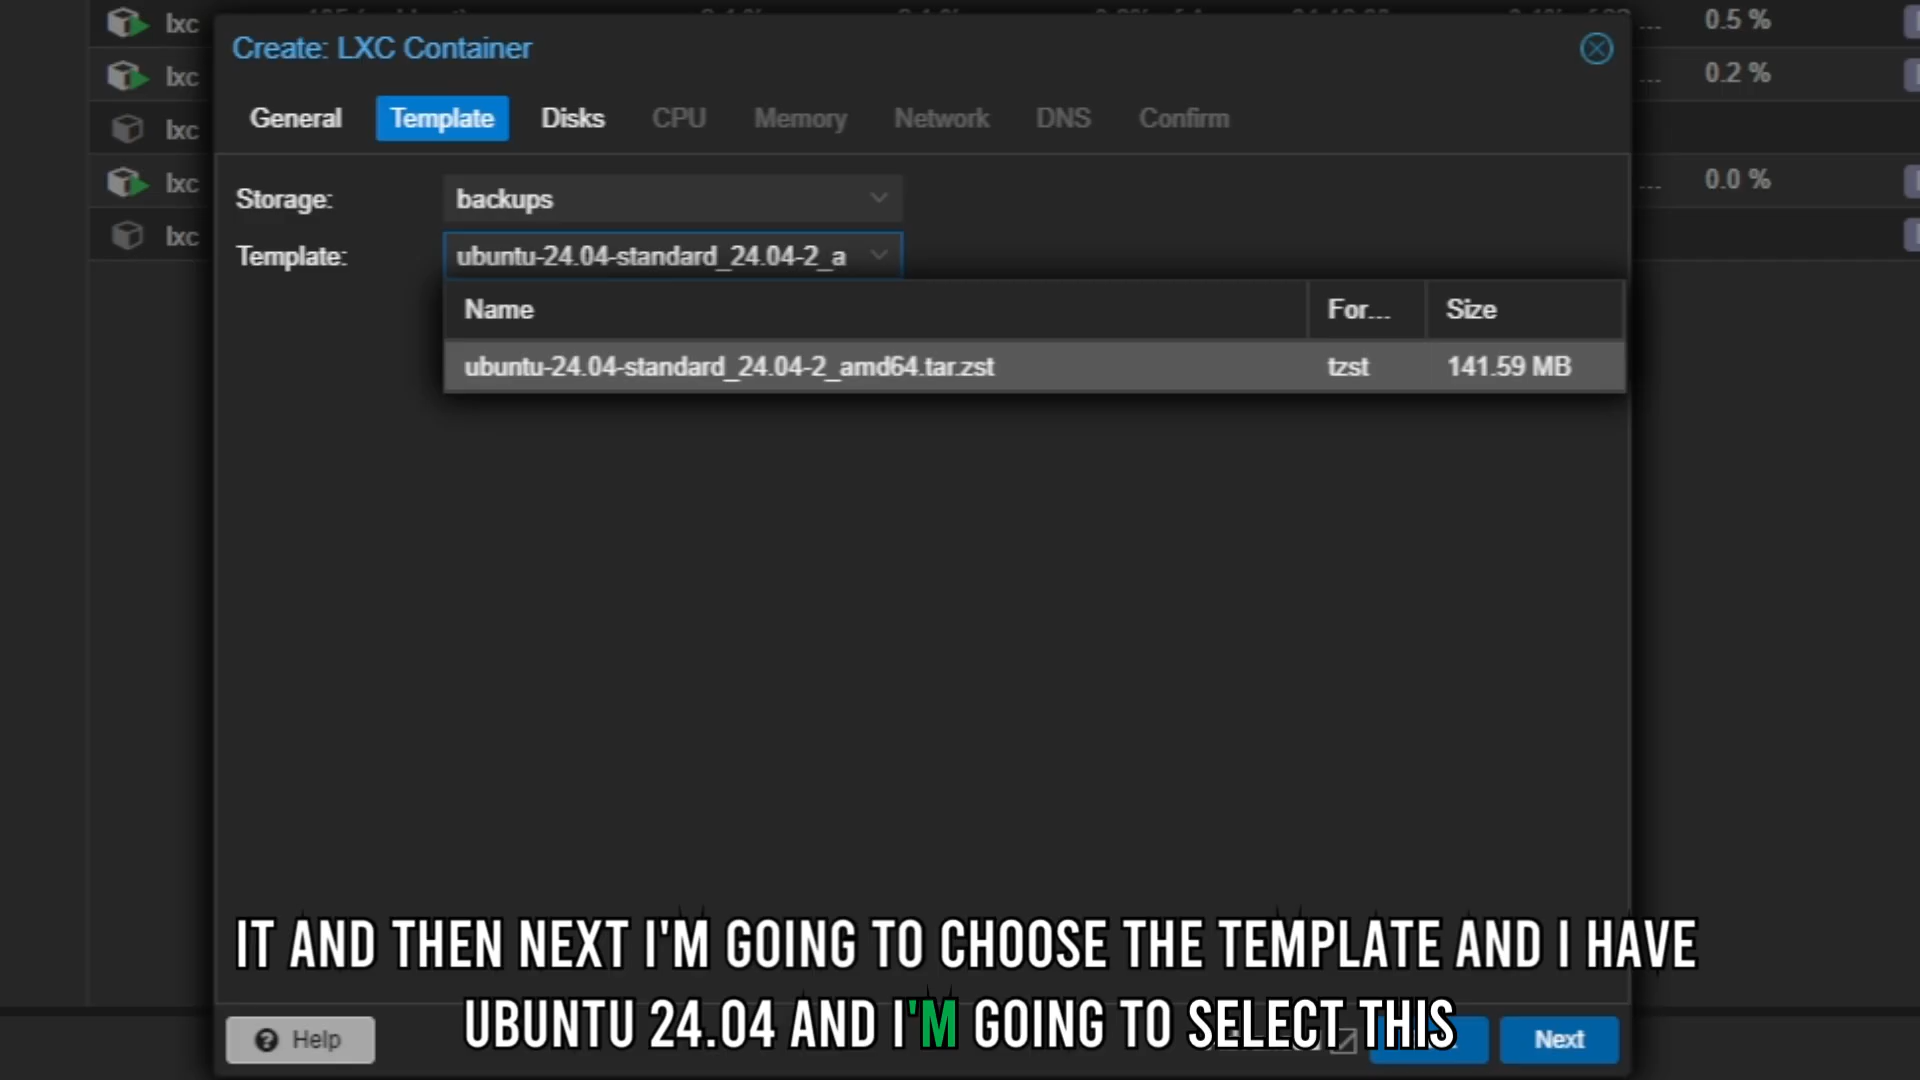 lxc
0.5 %
Create: LXC Container
lxc
0.2 %
General Template Disks CPU Memory Network DNS Confirm
lxc
lxc
0.0 %
Storage: backups
lxc
Template: ubuntu-24.04-standard_24.04-2_a
Name For... Size
ubuntu-24.04-standard_24.04-2_amd64.tar.zst tzst 141.59 MB
IT AND THEN NEXT I'M GOING TO CHOOSE THE TEMPLATE AND I HAVE
UBUNTU 24.04 AND I'M GOING TO SELECT THIS
Help
Next